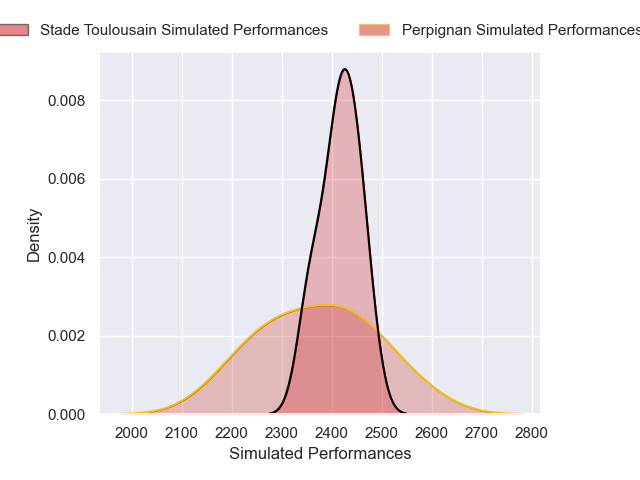 Stade Toulousain Simulated Performances
Perpignan Simulated Performances
0.008
0.006
0.004
0.002
0.000
Density
2000 2100 2200 2300 2400 2500 2600 2700 2800
Simulated Performances